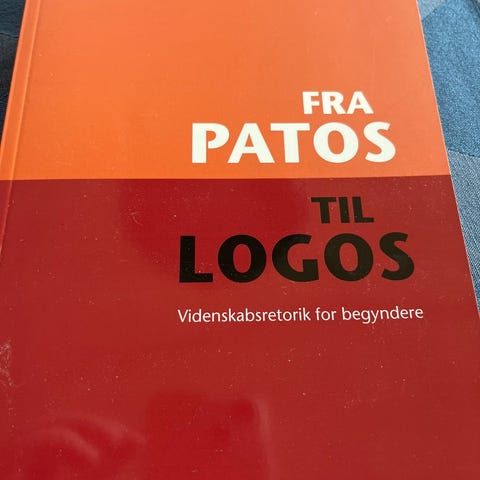 FRA
PATOS
TIL
LOGOS
Videnskabsretorik for begyndere